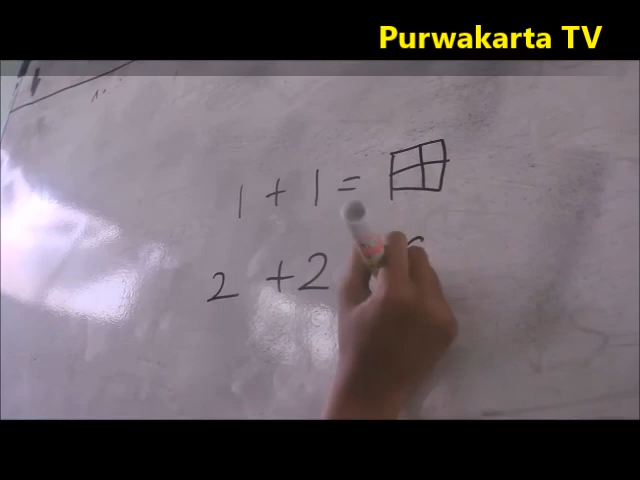 Purwakarta TV
1 + 1 =
2 + 2